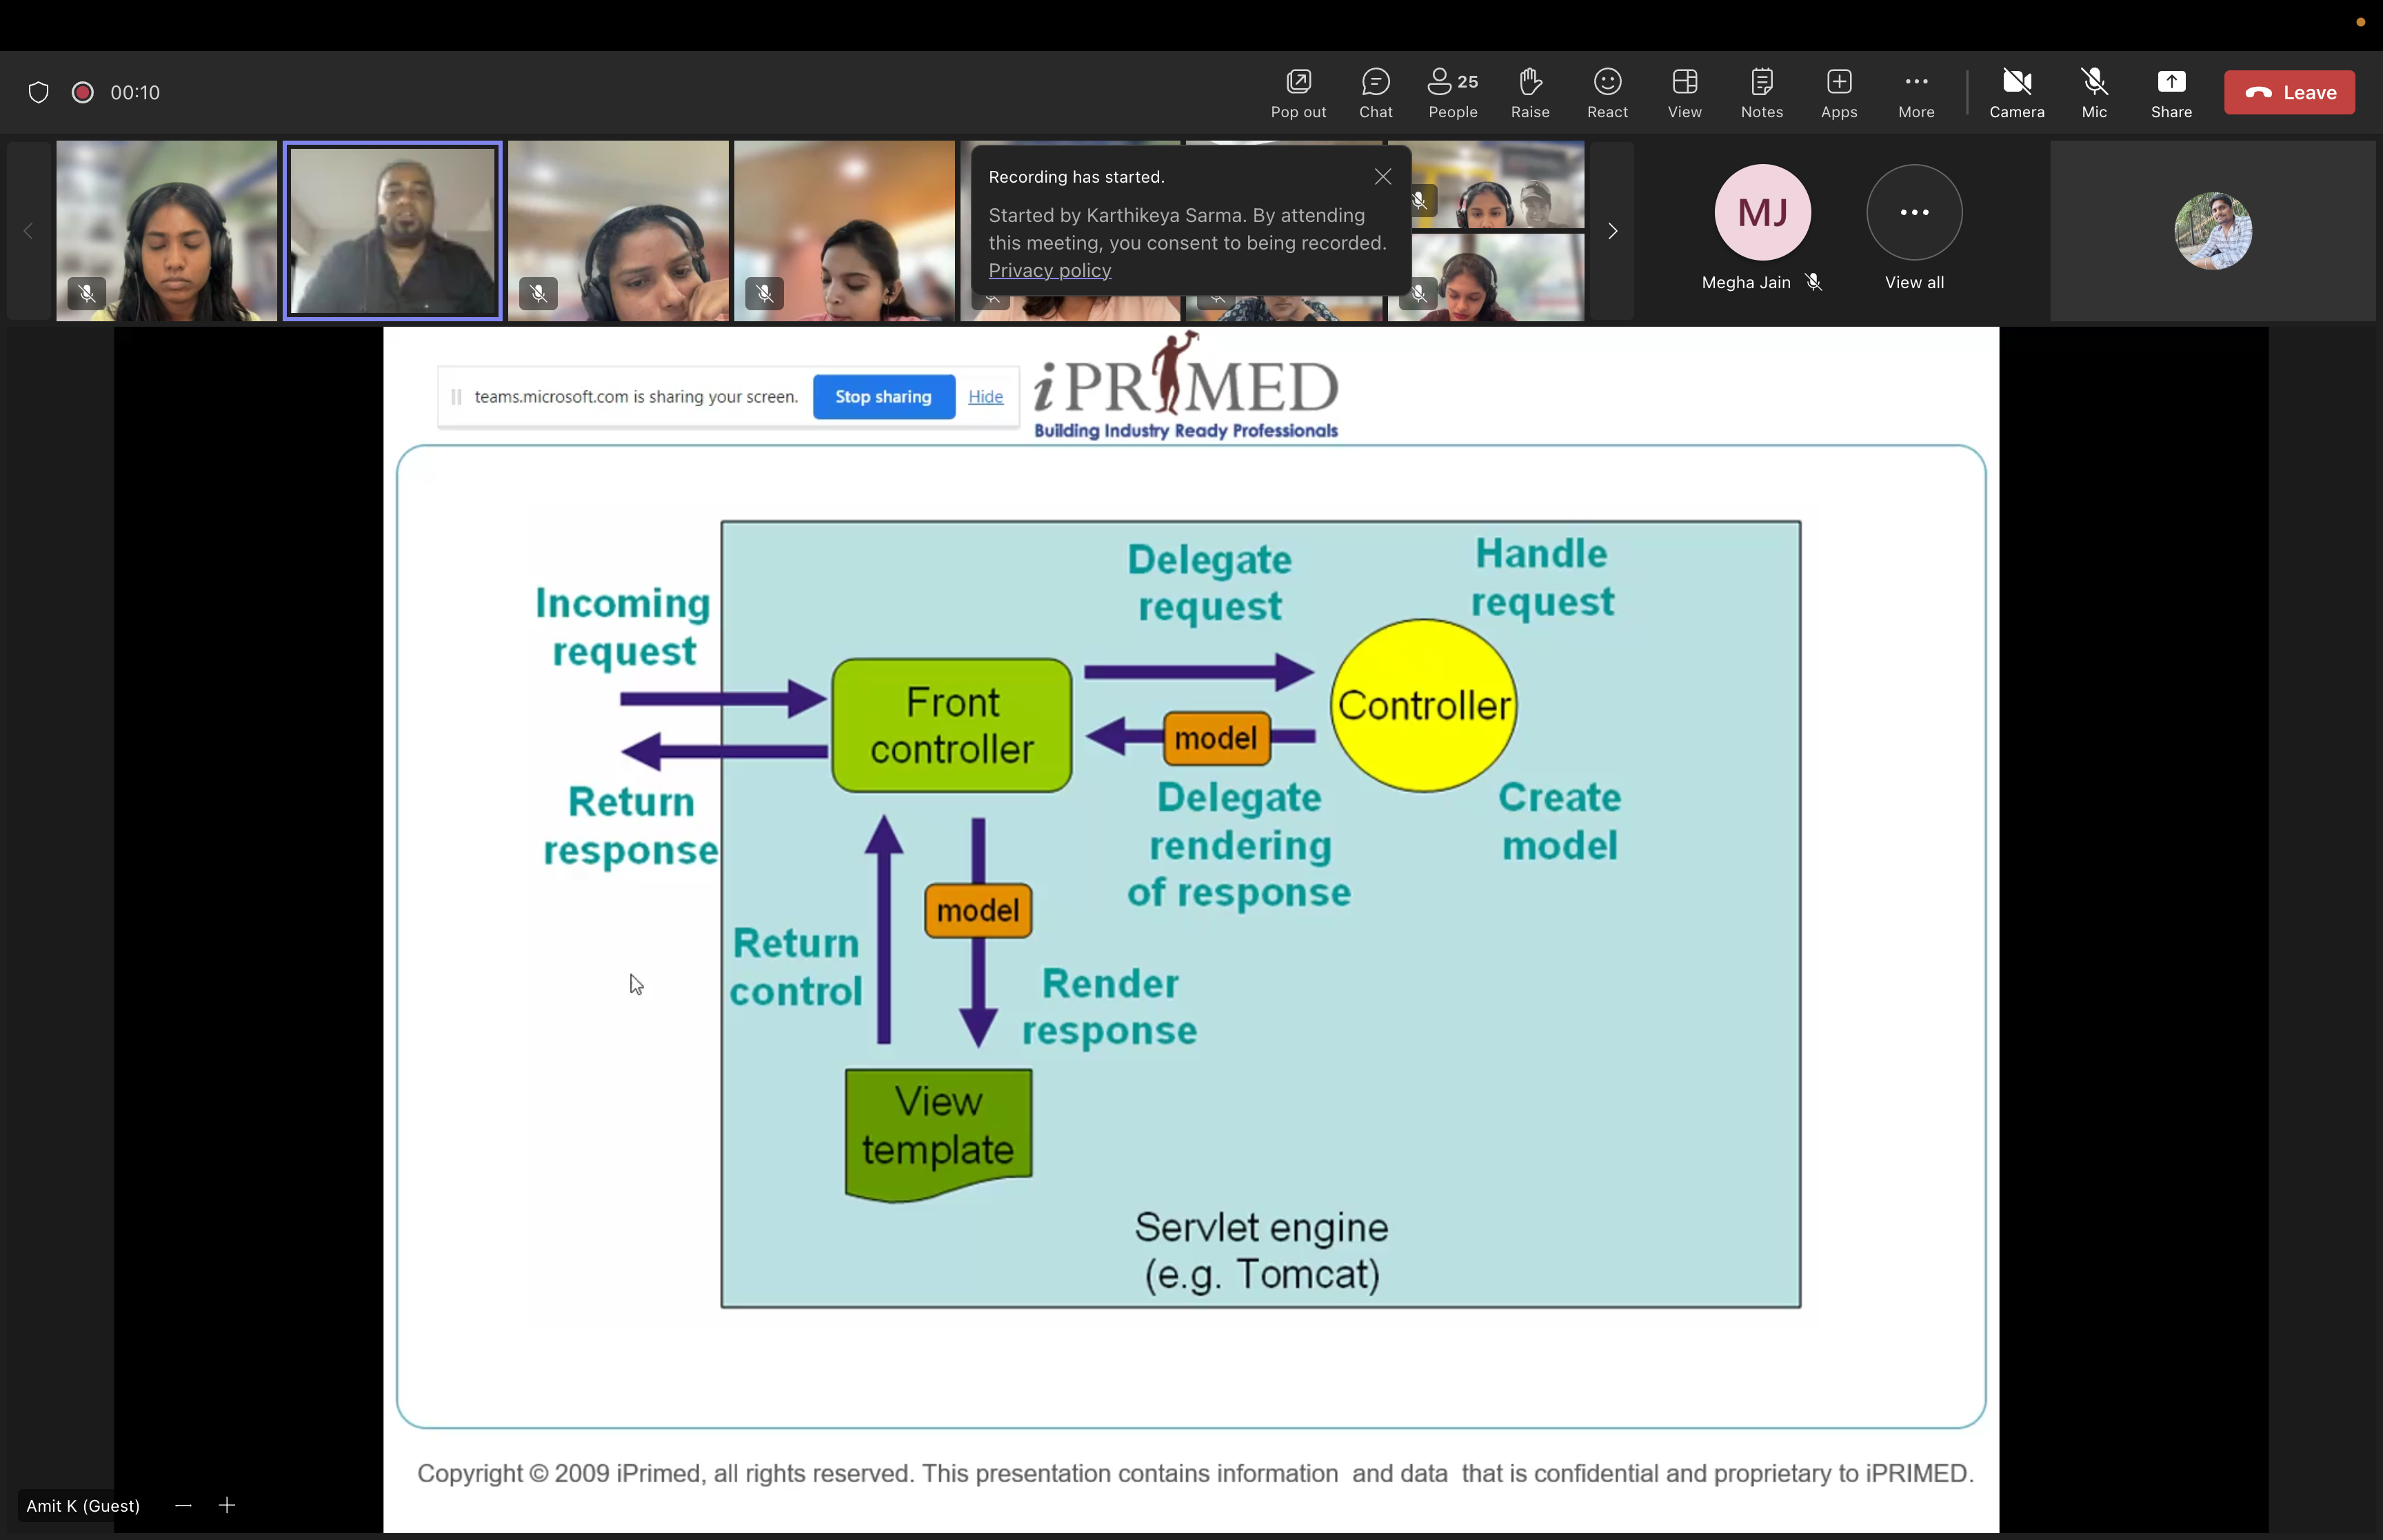 00:10
Pop out
Chat
25
People
Raise
React
View
Notes
Apps
More
Camera
Mic
Share
Leave
Recording has started.
Started by Karthikeya Sarma. By attending
this meeting, you consent to being recorded.
Privacy policy
MJ
Megha Jain
View all
teams.microsoft.com is sharing your screen.
Stop sharing
Hide
iPRIMED
Building Industry Ready Professionals
Incoming
request
Delegate
request
Handle
request
Front
controller
Controller
model
Return
response
Delegate
rendering
of response
Create
model
model
Return
control
Render
response
View
template
Servlet engine
(e.g. Tomcat)
Copyright © 2009 iPrimed, all rights reserved. This presentation contains information and data that is confidential and proprietary to iPRIMED.
Amit K (Guest)